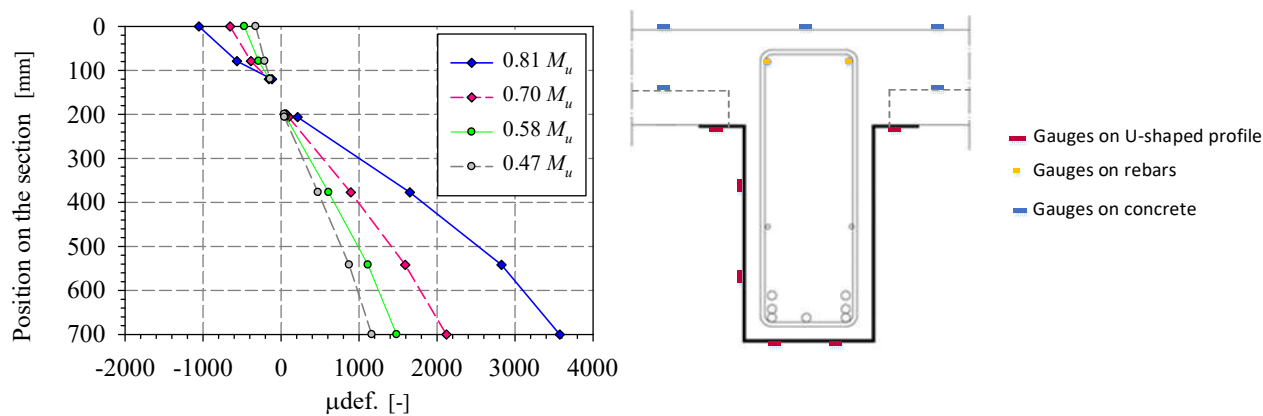 Position on the section [mm]
0
100
200
300
400
500
600
700
-2000 -1000 0 1000 2000 3000 4000
μdef. [-]
0.81 Mu
0.70 Mu
0.58 Mu
0.47 Mu
Gauges on U-shaped profile
Gauges on rebars
Gauges on concrete